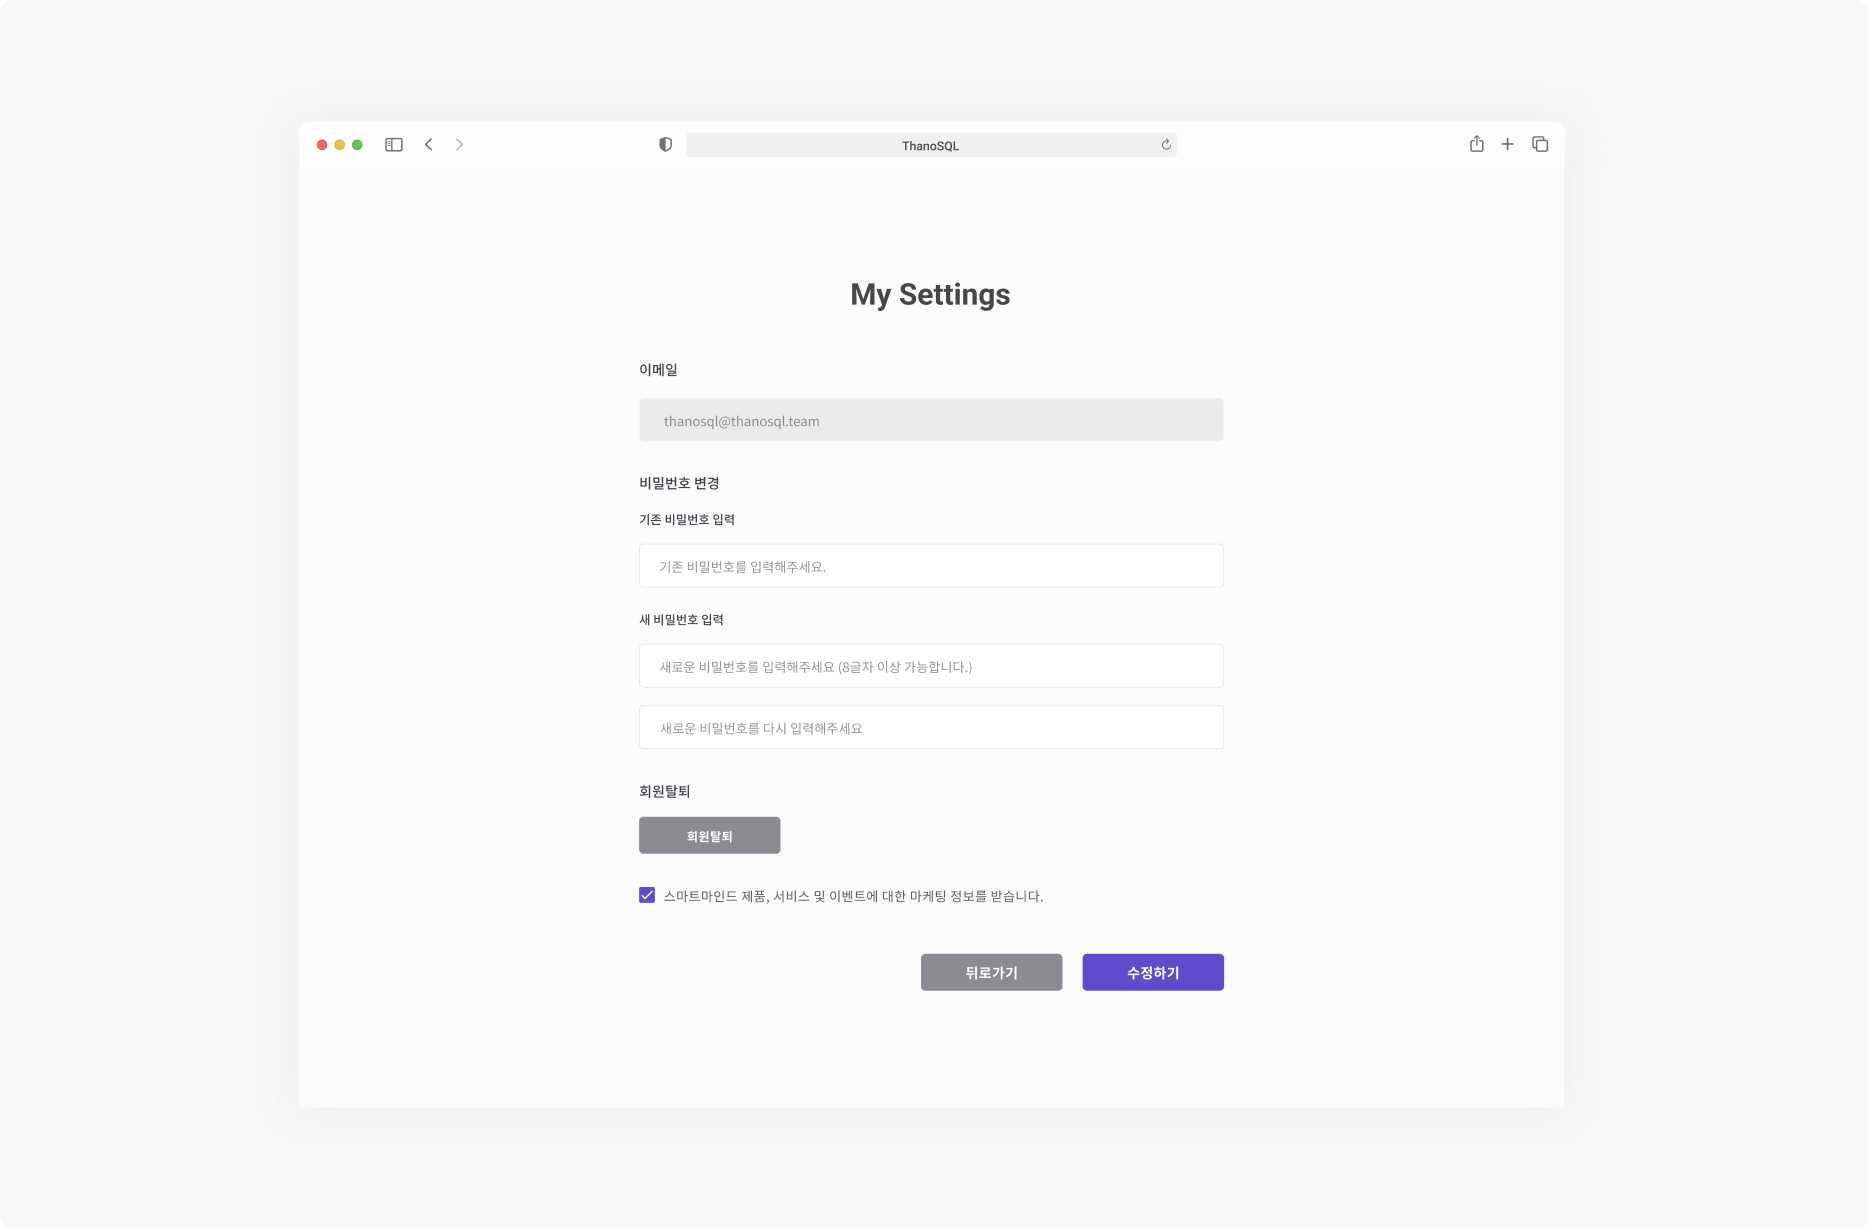 ThanoSQL
My Settings
이메일
thanosql@thanosql.team
비밀번호 변경
기존 비밀번호 입력
기존 비밀번호를 입력해주세요.
새 비밀번호 입력
새로운 비밀번호를 입력해주세요 (8글자 이상 가능합니다.)
새로운 비밀번호를 다시 입력해주세요
회원탈퇴
회원탈퇴
스마트마인드 제품, 서비스 및 이벤트에 대한 마케팅 정보를 받습니다.
뒤로가기 수정하기